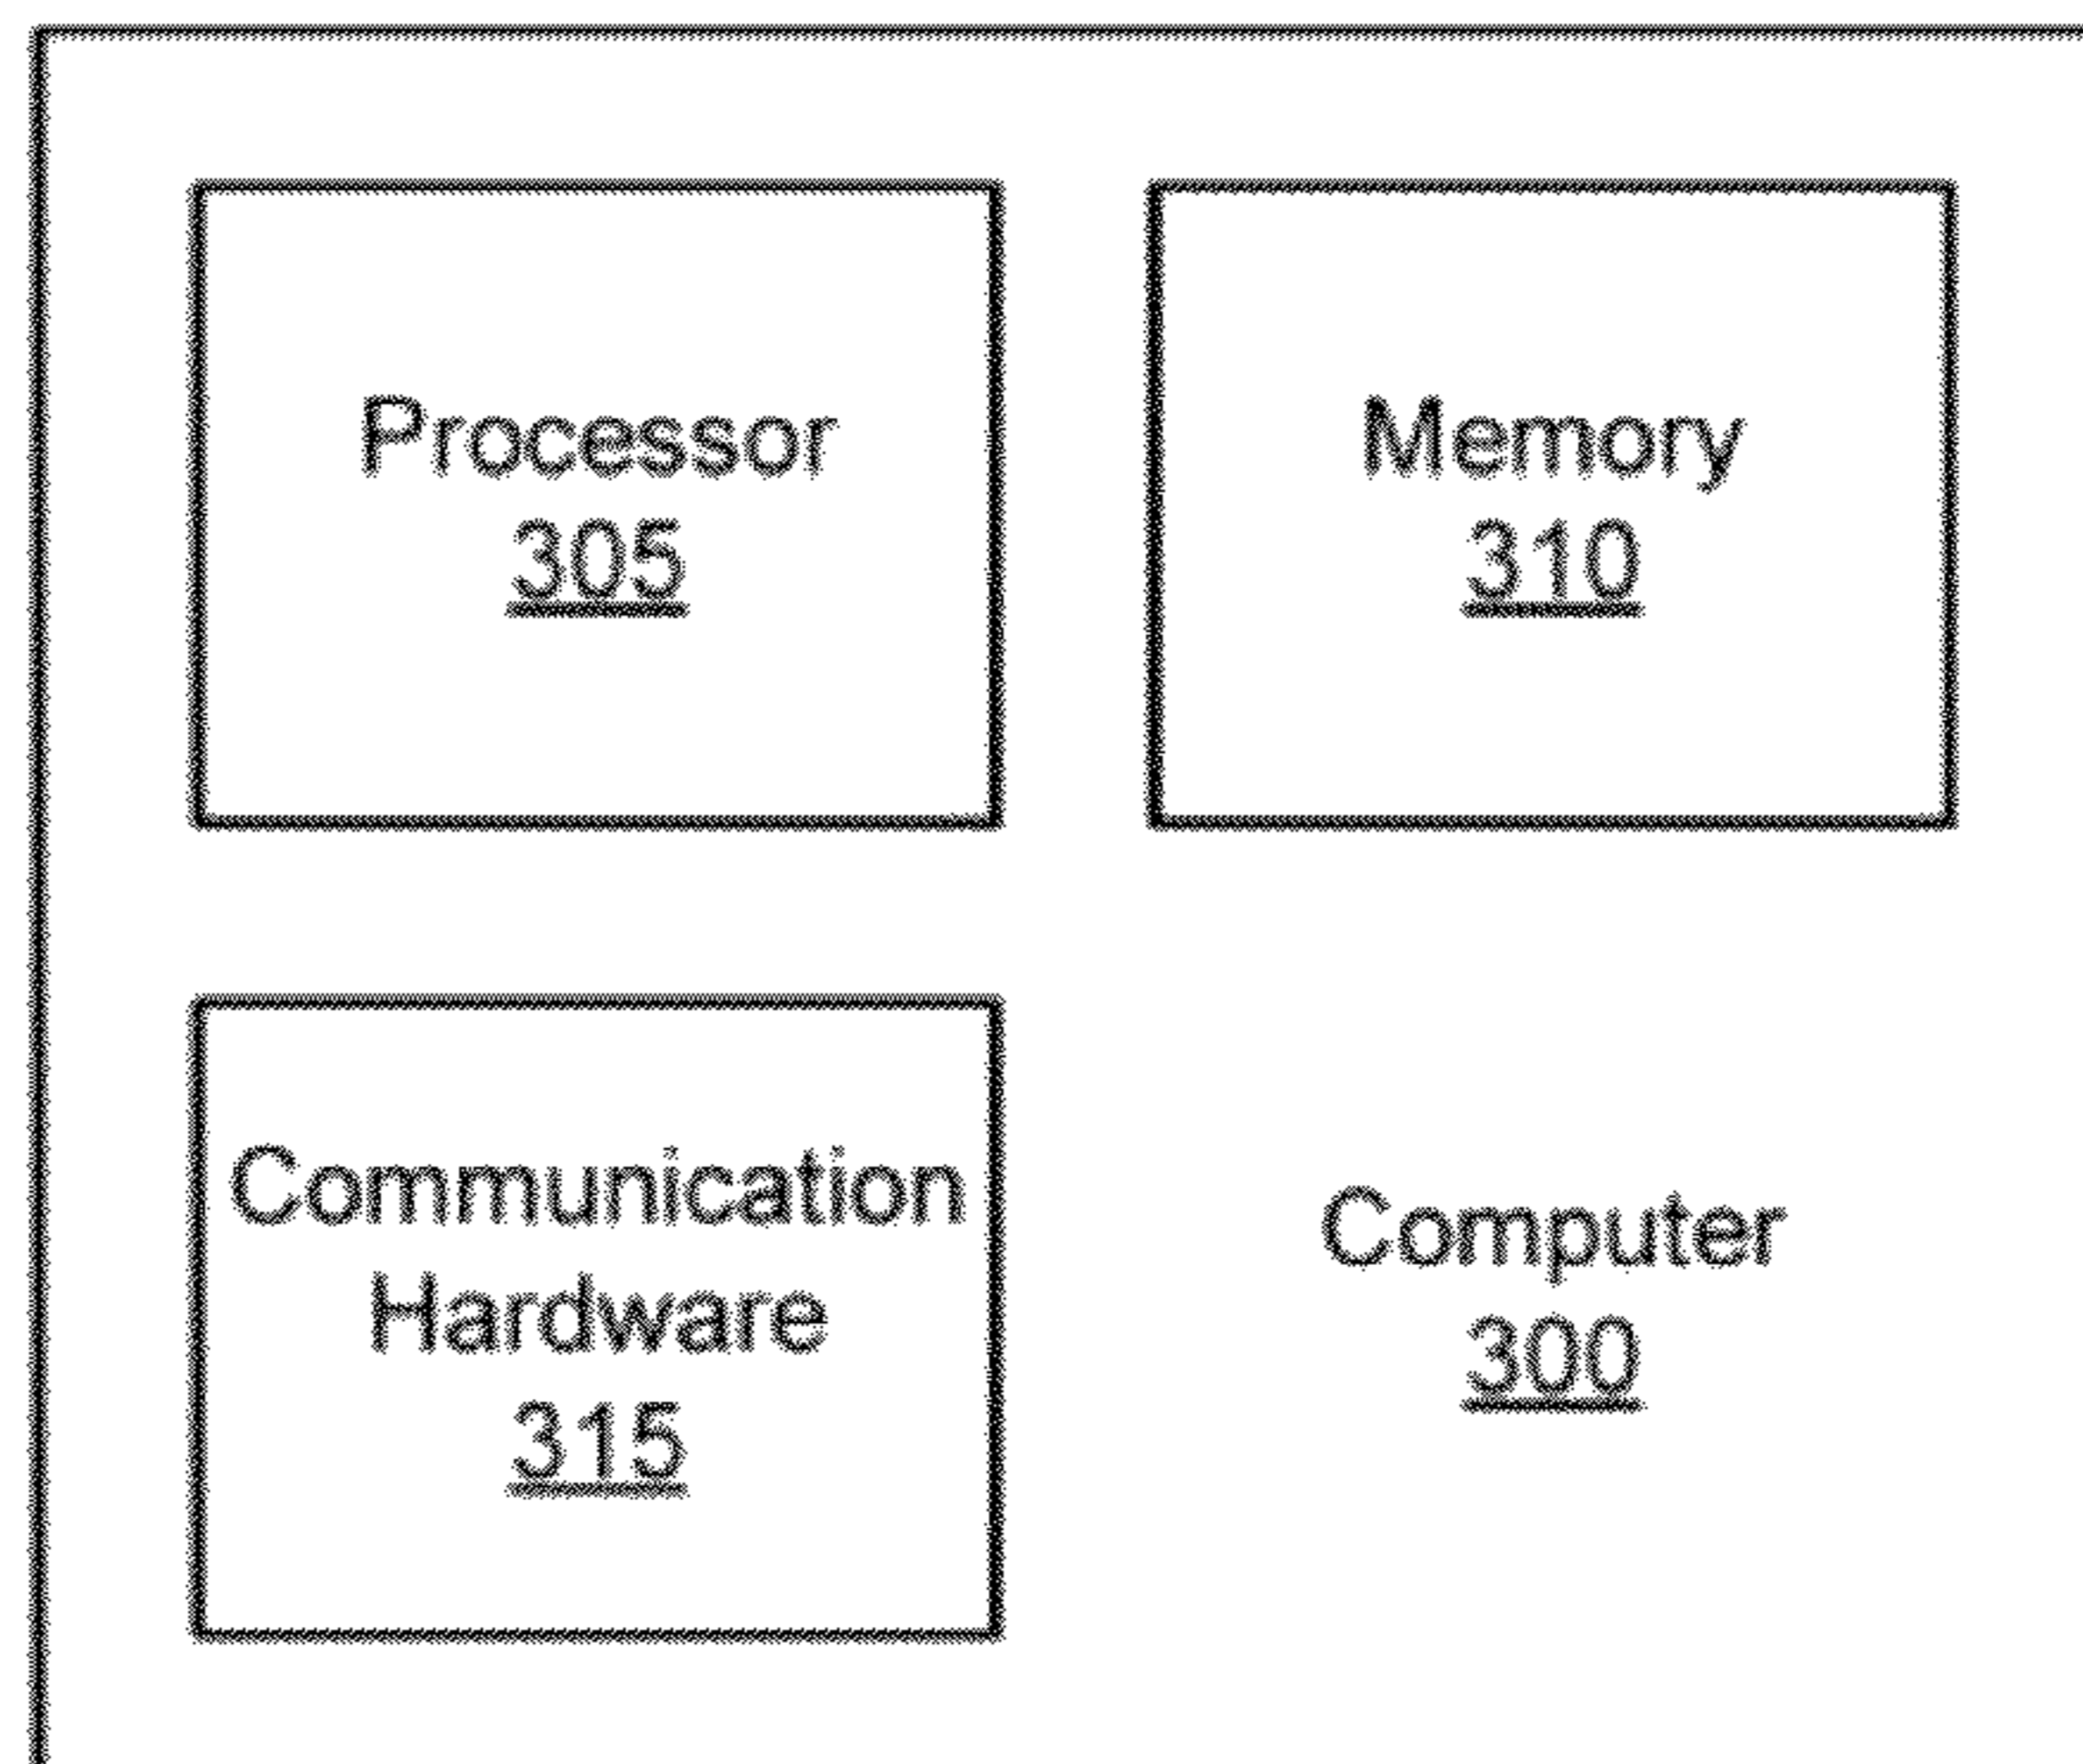 Processor
305
Memory
310
Communication
Hardware
315
Computer
300